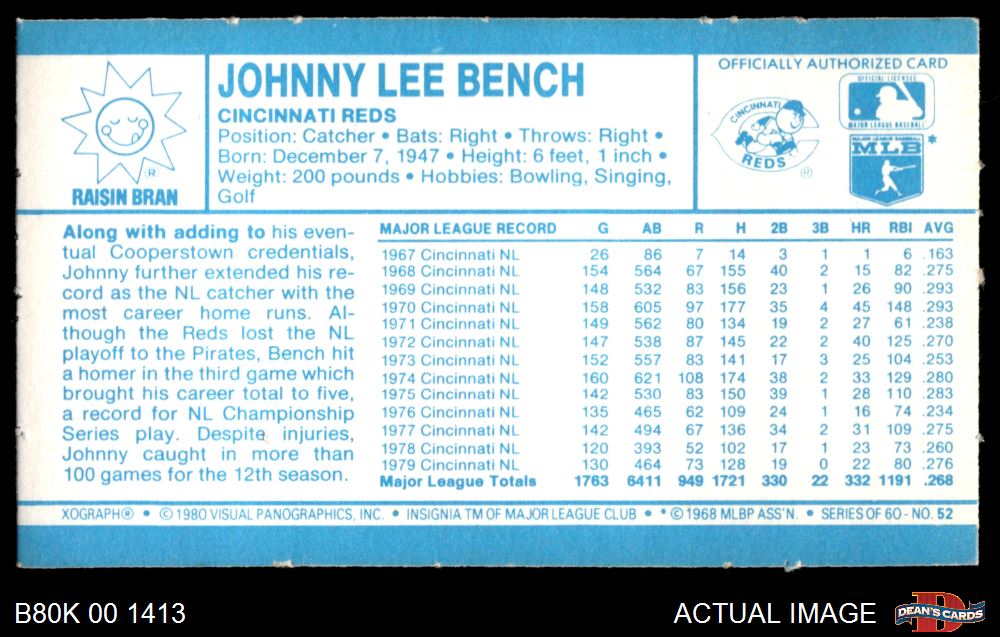 JOHNNY LEE BENCH
CINCINNATI REDS
Position: Catcher • Bats: Right • Throws: Right •
Born: December 7, 1947 • Height: 6 feet, 1 inch •
Weight: 200 pounds • Hobbies: Bowling, Singing,
Golf
®
RAISIN BRAN
OFFICIALLY AUTHORIZED CARD
CINCINNATI
REDS
®
OFFICIAL LICENSEE
MAJOR LEAGUE BASEBALL
MAJOR LEAGUE BASEBALL
MLB
*
Along with adding to his even-
tual Cooperstown credentials,
Johnny further extended his re-
cord as the NL catcher with the
most career home runs. Al-
though the Reds lost the NL
playoff to the Pirates, Bench hit
a homer in the third game which
brought his career total to five,
a record for NL Championship
Series play. Despite injuries,
Johnny caught in more than
100 games for the 12th season.
MAJOR LEAGUE RECORD G AB R H 2B 3B HR RBI AVG
1967 Cincinnati NL 26 86 7 14 3 1 1 6 .163
1968 Cincinnati NL 154 564 67 155 40 2 15 82 .275
1969 Cincinnati NL 148 532 83 156 23 1 26 90 .293
1970 Cincinnati NL 158 605 97 177 35 4 45 148 .293
1971 Cincinnati NL 149 562 80 134 19 2 27 61 .238
1972 Cincinnati NL 147 538 87 145 22 2 40 125 .270
1973 Cincinnati NL 152 557 83 141 17 3 25 104 .253
1974 Cincinnati NL 160 621 108 174 38 2 33 129 .280
1975 Cincinnati NL 142 530 83 150 39 1 28 110 .283
1976 Cincinnati NL 135 465 62 109 24 1 16 74 .234
1977 Cincinnati NL 142 494 67 136 34 2 31 109 .275
1978 Cincinnati NL 120 393 52 102 17 1 23 73 .260
1979 Cincinnati NL 130 464 73 128 19 0 22 80 .276
Major League Totals 1763 6411 949 1721 330 22 332 1191 .268
XOGRAPH® • © 1980 VISUAL PANOGRAPHICS, INC. • INSIGNIA TM OF MAJOR LEAGUE CLUB • * © 1968 MLBP ASS'N. • SERIES OF 60 - NO. 52
B80K 00 1413
ACTUAL IMAGE
D
DEAN'S CARDS